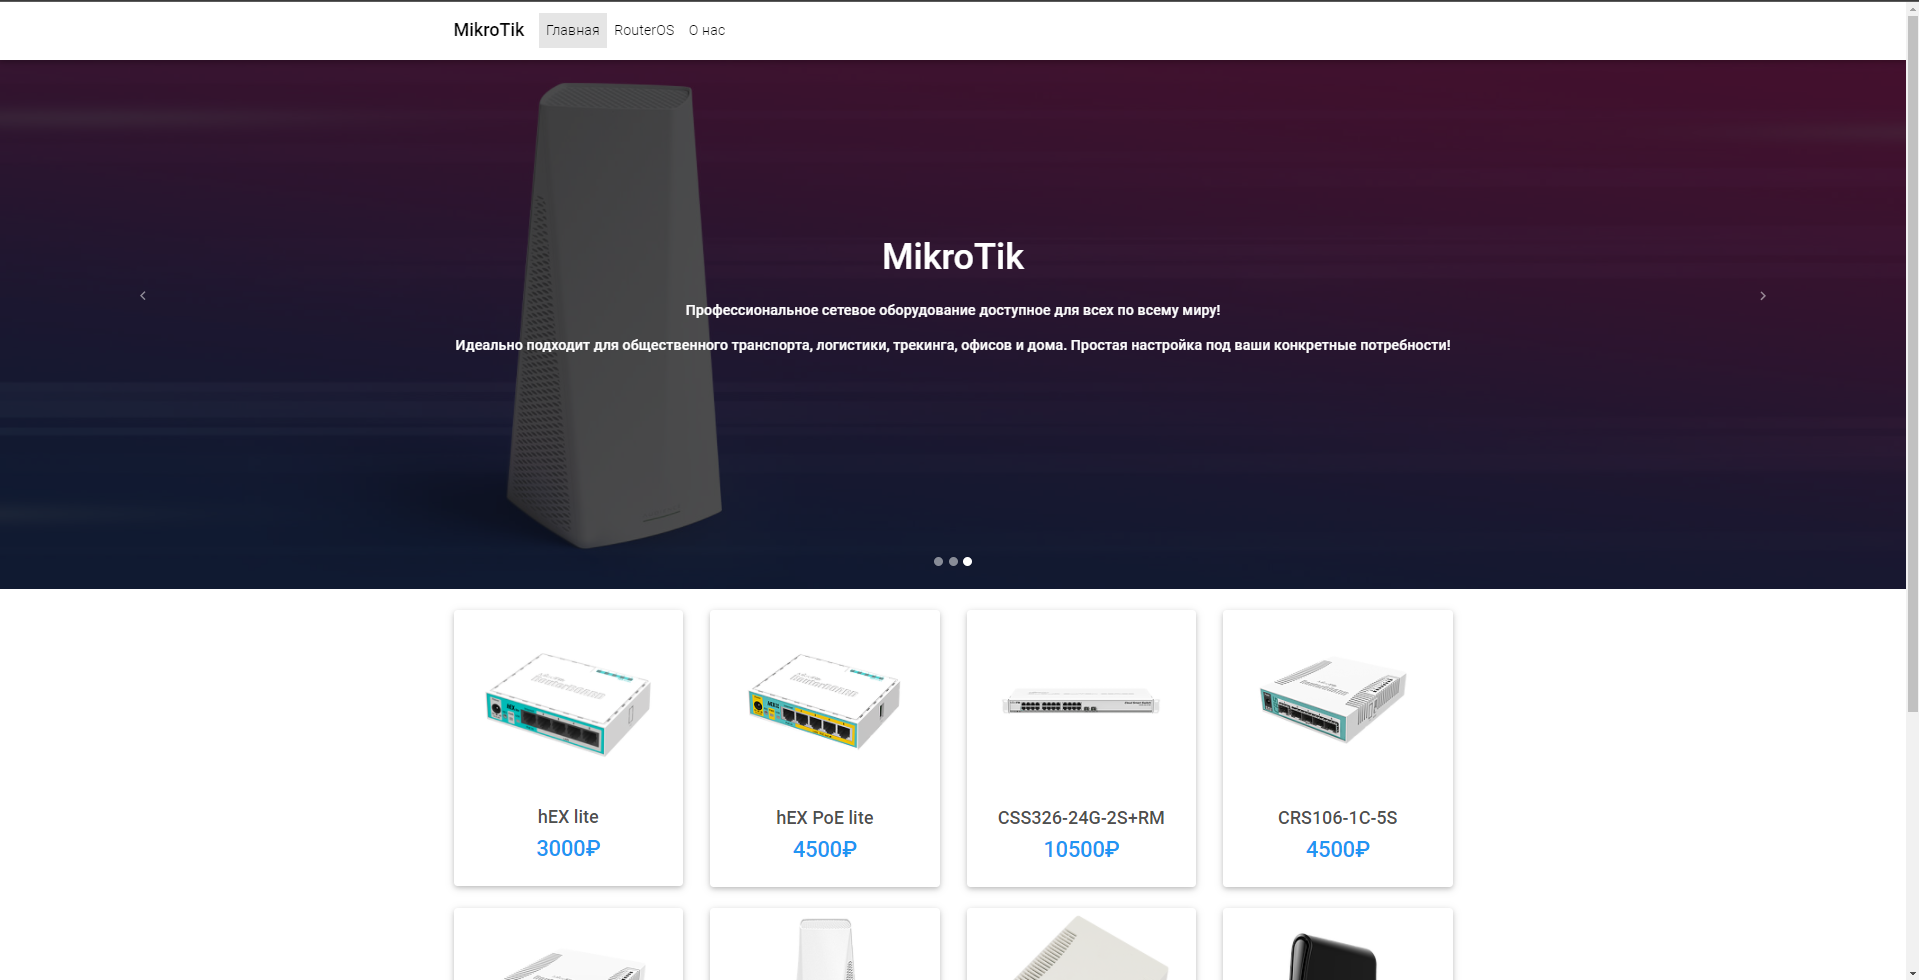 MikroTik Главная RouterOS О нас
MikroTik
Профессиональное сетевое оборудование доступное для всех по всему миру!
Идеально подходит для общественного транспорта, логистики, трекинга, офисов и дома. Простая настройка под ваши конкретные потребности!
hEX lite
3000₽
hEX PoE lite
4500₽
CSS326-24G-2S+RM
10500₽
CRS106-1C-5S
4500₽